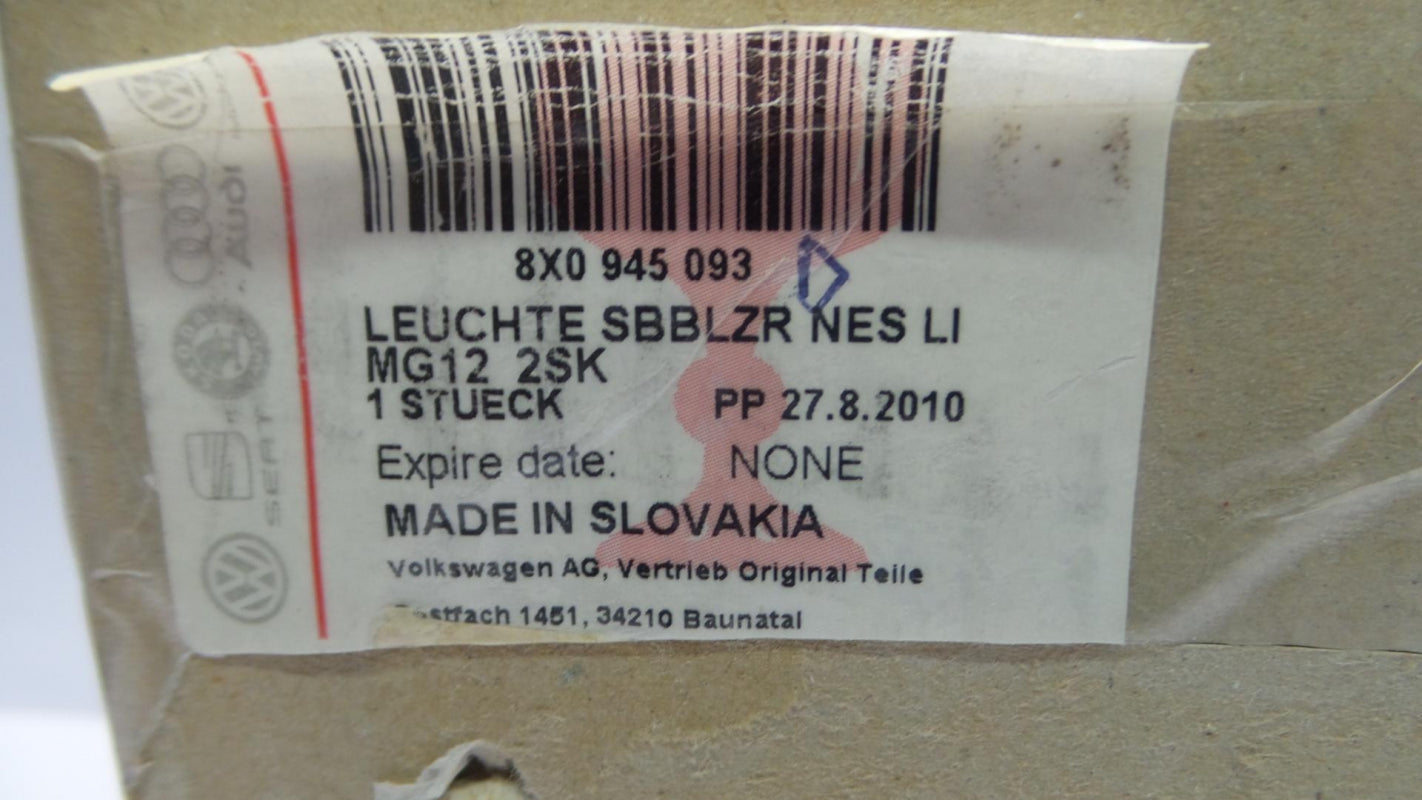 8X0 945 093
LEUCHTE SBBLZR NES LI
MG12 2SK
1 STUECK PP 27.8.2010
Expire date: NONE
MADE IN SLOVAKIA
Volkswagen AG, Vertrieb Original Teile
1451, 34210 Baunatal
Audi
SEAT